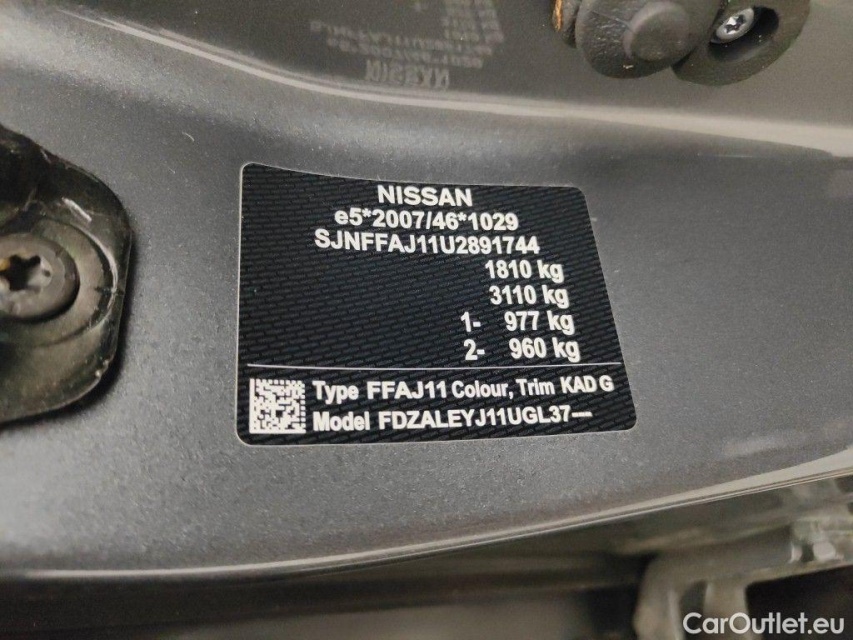 NISSAN
e5*2007/46*1029
SJNFFAJ11U2891744
1810 kg
3110 kg
1- 977 kg
2- 960 kg
Type FFAJ11 Colour, Trim KAD G
Model FDZALEYJ11UGL37---
CarOutlet.eu